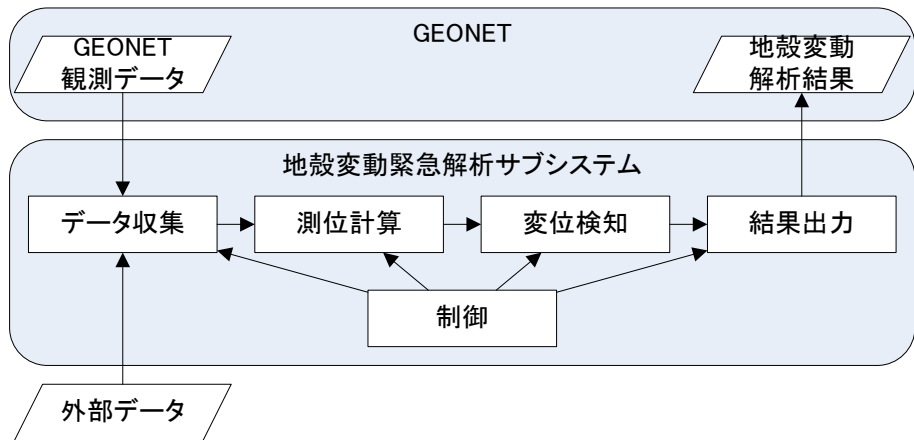 GEONET
GEONET
観測データ
地殻変動
解析結果
地殻変動緊急解析サブシステム
データ収集
測位計算
変位検知
結果出力
制御
外部データ